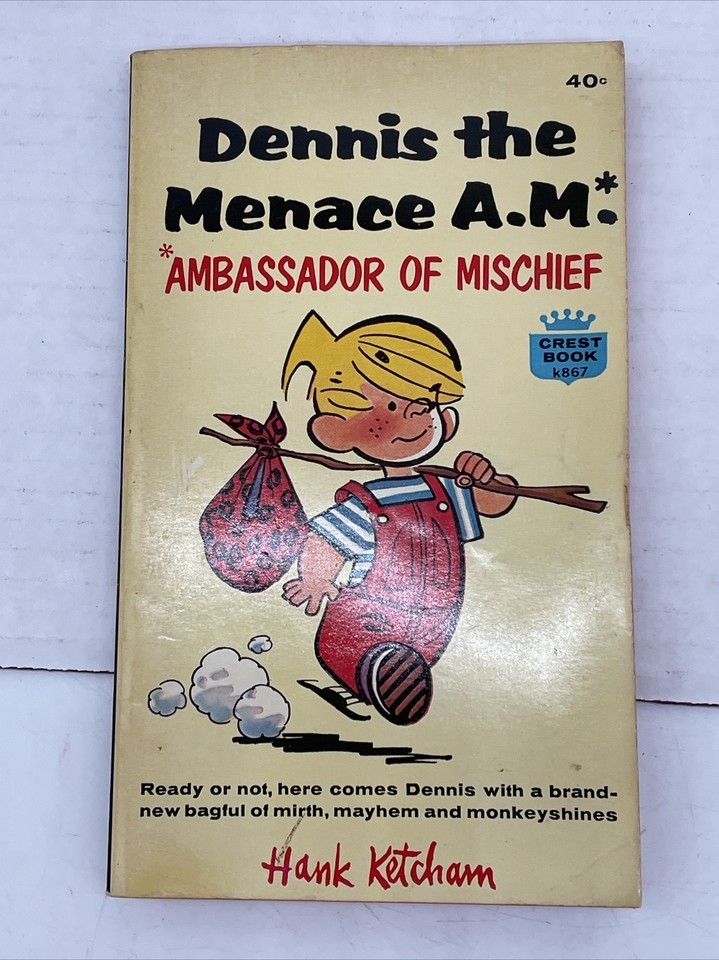 40c
Dennis the
Menace A.M.*
*AMBASSADOR OF MISCHIEF
CREST
BOOK
k867
Ready or not, here comes Dennis with a brand-
new bagful of mirth, mayhem and monkeyshines
Hank Ketcham